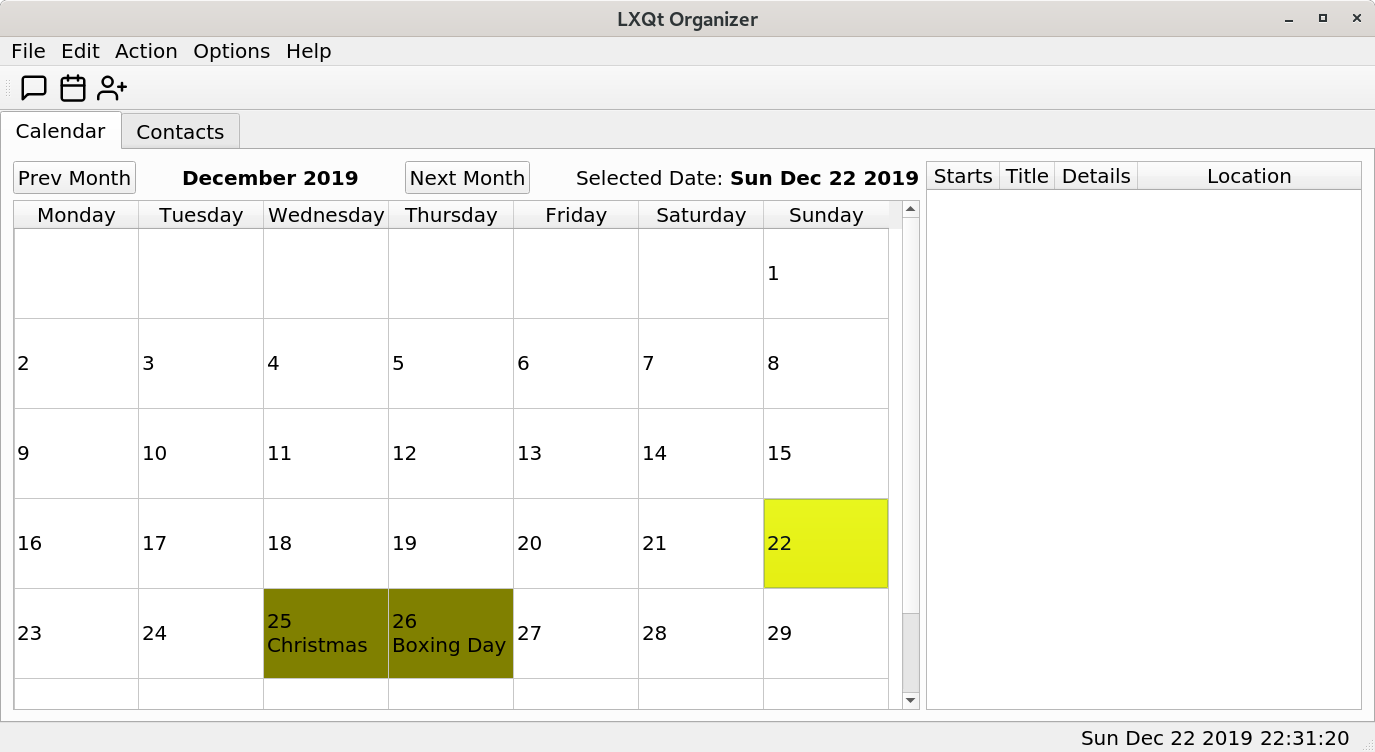 LXQt Organizer
File Edit Action Options Help
Calendar Contacts
Prev Month December 2019 Next Month Selected Date: Sun Dec 22 2019
Starts Title Details Location
Monday Tuesday Wednesday Thursday Friday Saturday Sunday
1
2 3 4 5 6 7 8
9 10 11 12 13 14 15
16 17 18 19 20 21 22
23 24 25 26 27 28 29
Christmas Boxing Day
Sun Dec 22 2019 22:31:20